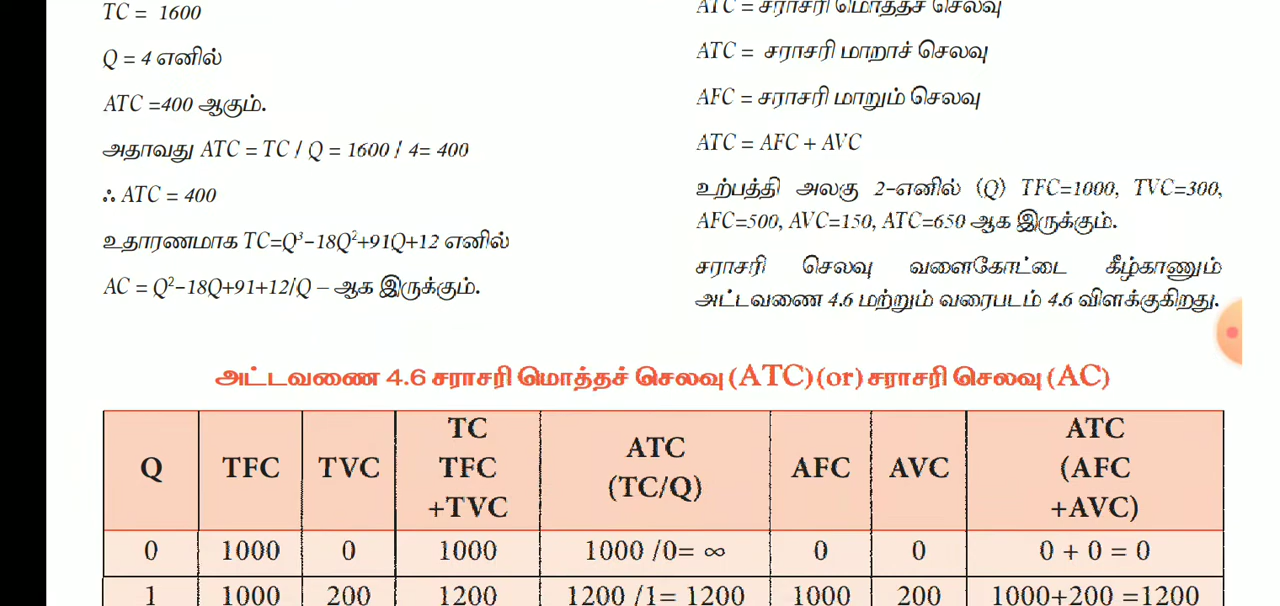 TC = 1600
Q = 4 எனில்
ATC =400 ஆகும்.
அதாவது ATC = TC / Q = 1600 / 4= 400
∴ ATC = 400
உதாரணமாக TC=Q³–18Q²+91Q+12 எனில்
AC = Q²–18Q+91+12/Q – ஆக இருக்கும்.
ATC = சராசரி மொத்தச் செலவு
ATC = சராசரி மாறாச் செலவு
AFC = சராசரி மாறும் செலவு
ATC = AFC + AVC
உற்பத்தி அலகு 2-எனில் (Q) TFC=1000, TVC=300,
AFC=500, AVC=150, ATC=650 ஆக இருக்கும்.
சராசரி செலவு வளைகோட்டை கீழ்காணும்
அட்டவணை 4.6 மற்றும் வரைபடம் 4.6 விளக்குகிறது.
அட்டவணை 4.6 சராசரி மொத்தச் செலவு (ATC) (or) சராசரி செலவு (AC)
Q TFC TVC TC TFC +TVC ATC (TC/Q) AFC AVC ATC (AFC +AVC)
0 1000 0 1000 1000 /0= ∞ 0 0 0 + 0 = 0
1 1000 200 1200 1200 /1= 1200 1000 200 1000+200 =1200